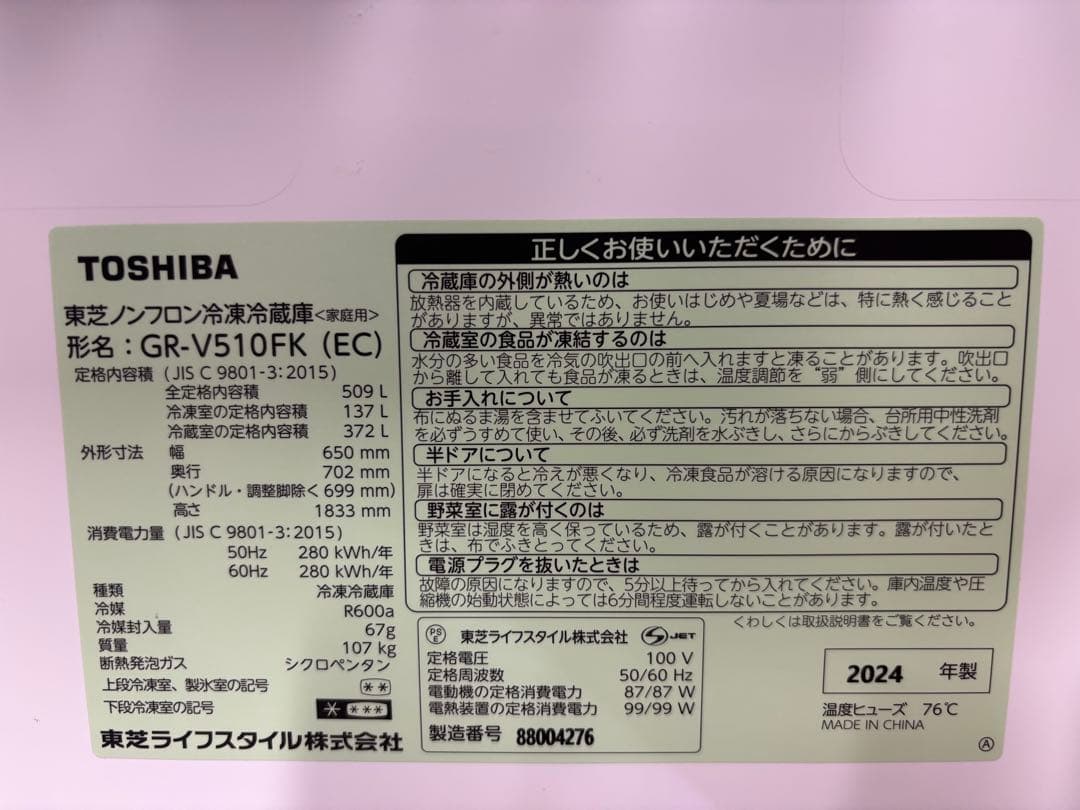 TOSHIBA
東芝ノンフロン冷凍冷蔵庫<家庭用>
形名：GR-V510FK (EC)
定格内容積 (JIS C 9801-3:2015)
全定格内容積 509 L
冷凍室の定格内容積 137 L
冷蔵室の定格内容積 372 L
外形寸法 幅 650 mm
奥行 702 mm
(ハンドル・調整脚除く 699 mm)
高さ 1833 mm
消費電力量 (JIS C 9801-3:2015)
50Hz 280 kWh/年
60Hz 280 kWh/年
種類 冷凍冷蔵庫
冷媒 R600a
冷媒封入量 67g
質量 107 kg
断熱発泡ガス シクロペンタン
上段冷凍室、製氷室の記号 **
下段冷凍室の記号 ****
東芝ライフスタイル株式会社
正しくお使いいただくために
冷蔵庫の外側が熱いのは
放熱器を内蔵しているため、お使いはじめや夏場などは、特に熱く感じること
がありますが、異常ではありません。
冷蔵室の食品が凍結するのは
水分の多い食品を冷気の吹出口の前へ入れますと凍ることがあります。吹出口
から離して入れても食品が凍るときは、温度調節を“弱”側にしてください。
お手入れについて
布にぬるま湯を含ませてふいてください。汚れが落ちない場合、台所用中性洗剤
を必ずうすめて使い、その後、必ず洗剤を水ぶきし、さらにからぶきしてください。
半ドアについて
半ドアになると冷えが悪くなり、冷凍食品が溶ける原因になりますので、
扉は確実に閉めてください。
野菜室に露が付くのは
野菜室は湿度を高く保っているため、露が付くことがあります。露が付いたと
きは、布でふきとってください。
電源プラグを抜いたときは
故障の原因になりますので、5分以上待ってから入れてください。庫内温度や圧
縮機の始動状態によっては6分間程度運転しないことがあります。
くわしくは取扱説明書をご覧ください。
PSE 東芝ライフスタイル株式会社 JET
定格電圧 100 V
定格周波数 50/60 Hz
電動機の定格消費電力 87/87 W
電熱装置の定格消費電力 99/99 W
製造番号 88004276
2024 年製
温度ヒューズ 76℃
MADE IN CHINA
Ⓐ